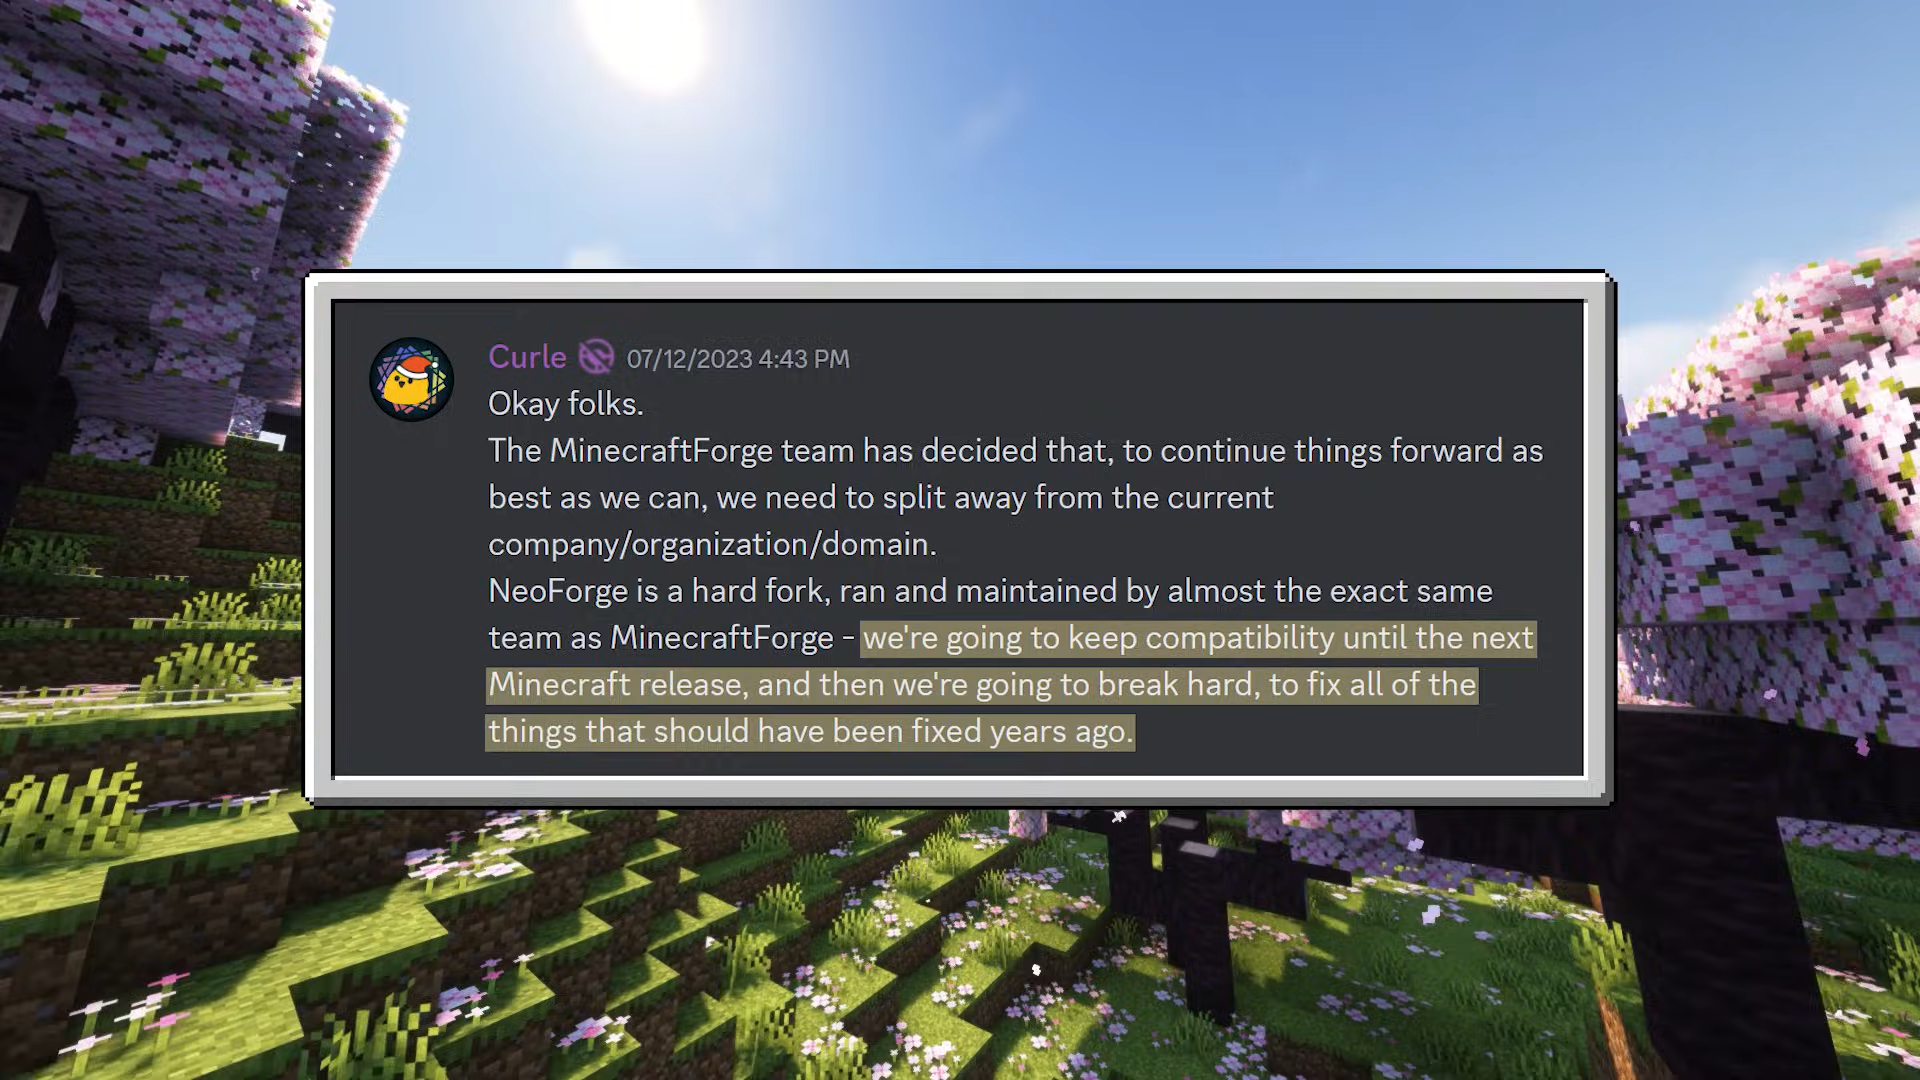 Curle 07/12/2023 4:43 PM
Okay folks.
The MinecraftForge team has decided that, to continue things forward as
best as we can, we need to split away from the current
company/organization/domain.
NeoForge is a hard fork, ran and maintained by almost the exact same
team as MinecraftForge - we're going to keep compatibility until the next
Minecraft release, and then we're going to break hard, to fix all of the
things that should have been fixed years ago.